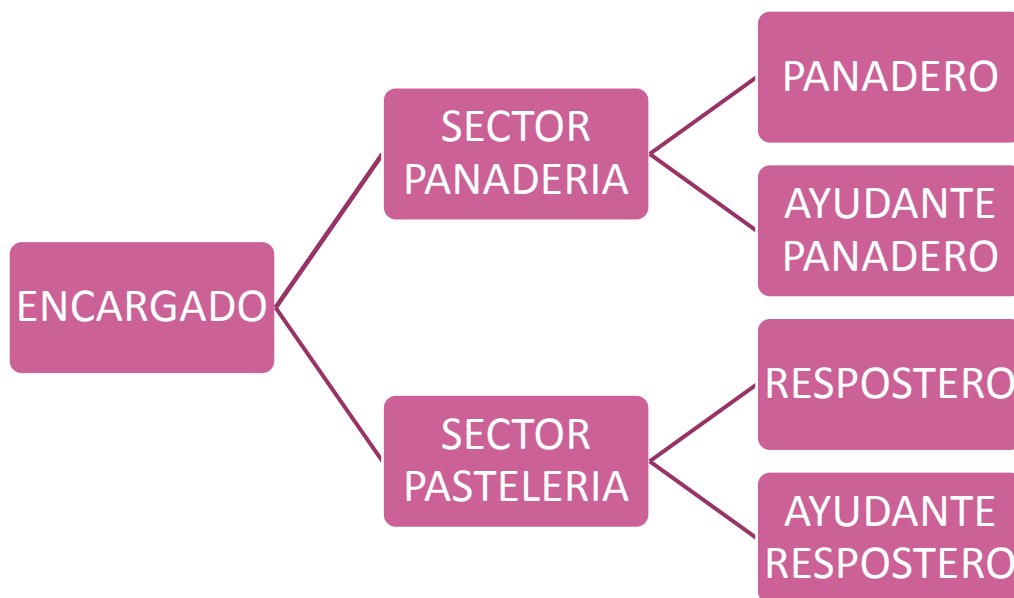 ENCARGADO
SECTOR
PANADERIA
PANADERO
AYUDANTE
PANADERO
SECTOR
PASTELERIA
RESPOSTERO
AYUDANTE
RESPOSTERO